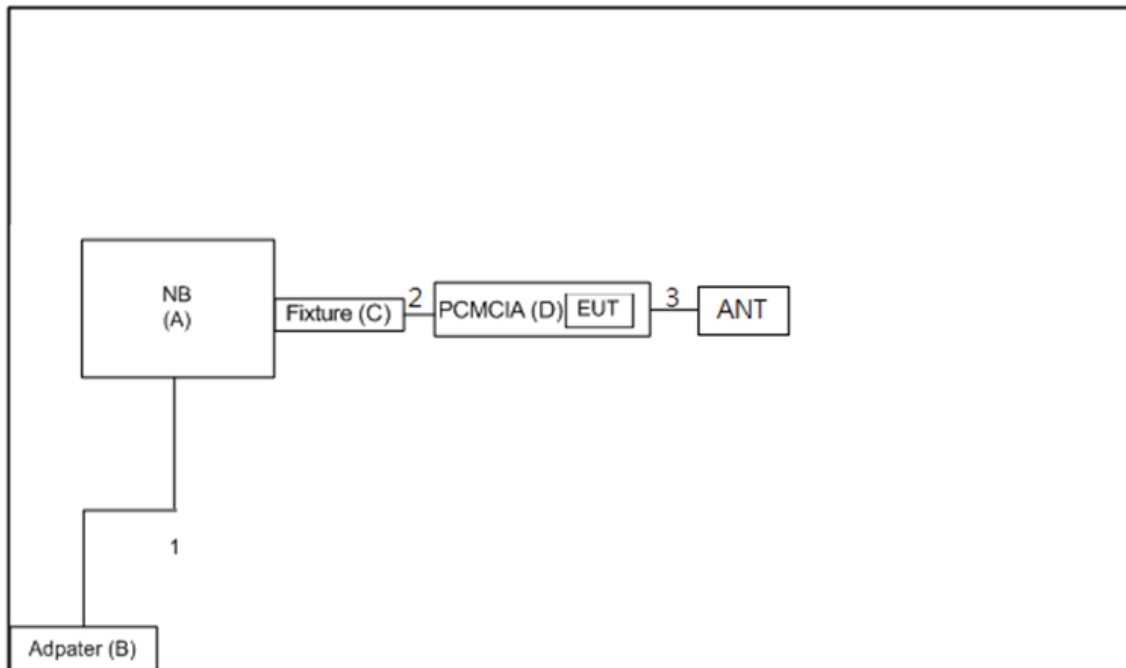 NB
(A)
Fixture (C)
2
PCMCIA (D)
EUT
3
ANT
1
Adpater (B)